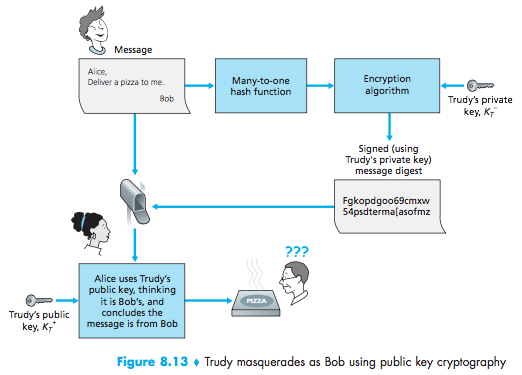 Message
Alice,
Deliver a pizza to me.
Bob
Many-to-one
hash function
Encryption
algorithm
Trudy's private
key, K_T^-
Signed (using
Trudy's private key)
message digest
Fgkopdgoo69cmxw
54psdterma[asofmz
Alice uses Trudy's
public key, thinking
it is Bob's, and
concludes the
message is from Bob
Trudy's public
key, K_T^+
PIZZA
???
Figure 8.13 ♦ Trudy masquerades as Bob using public key cryptography